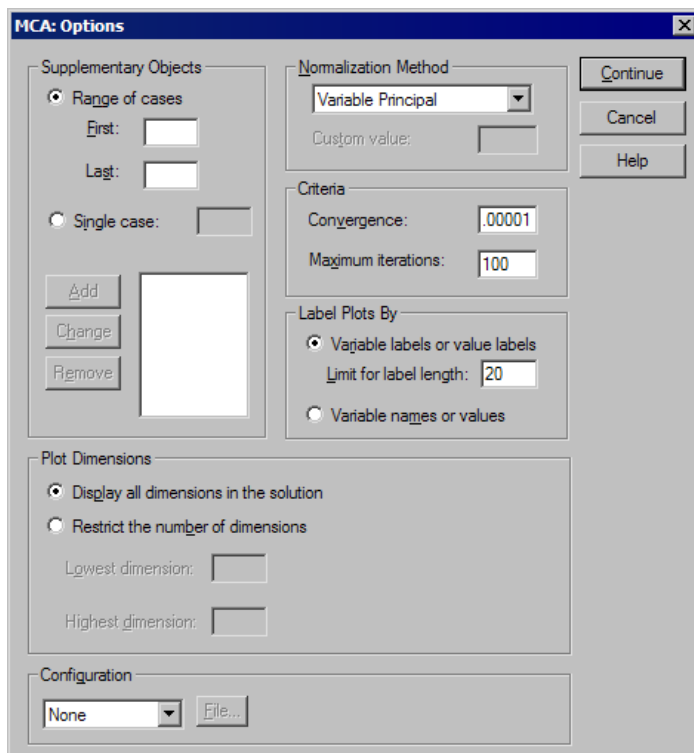 MCA: Options
Supplementary Objects
Range of cases
First:
Last:
Single case:
Add
Change
Remove
Normalization Method
Variable Principal
Custom value:
Criteria
Convergence: .00001
Maximum iterations: 100
Label Plots By
Variable labels or value labels
Limit for label length: 20
Variable names or values
Continue
Cancel
Help
Plot Dimensions
Display all dimensions in the solution
Restrict the number of dimensions
Lowest dimension:
Highest dimension:
Configuration
None File...